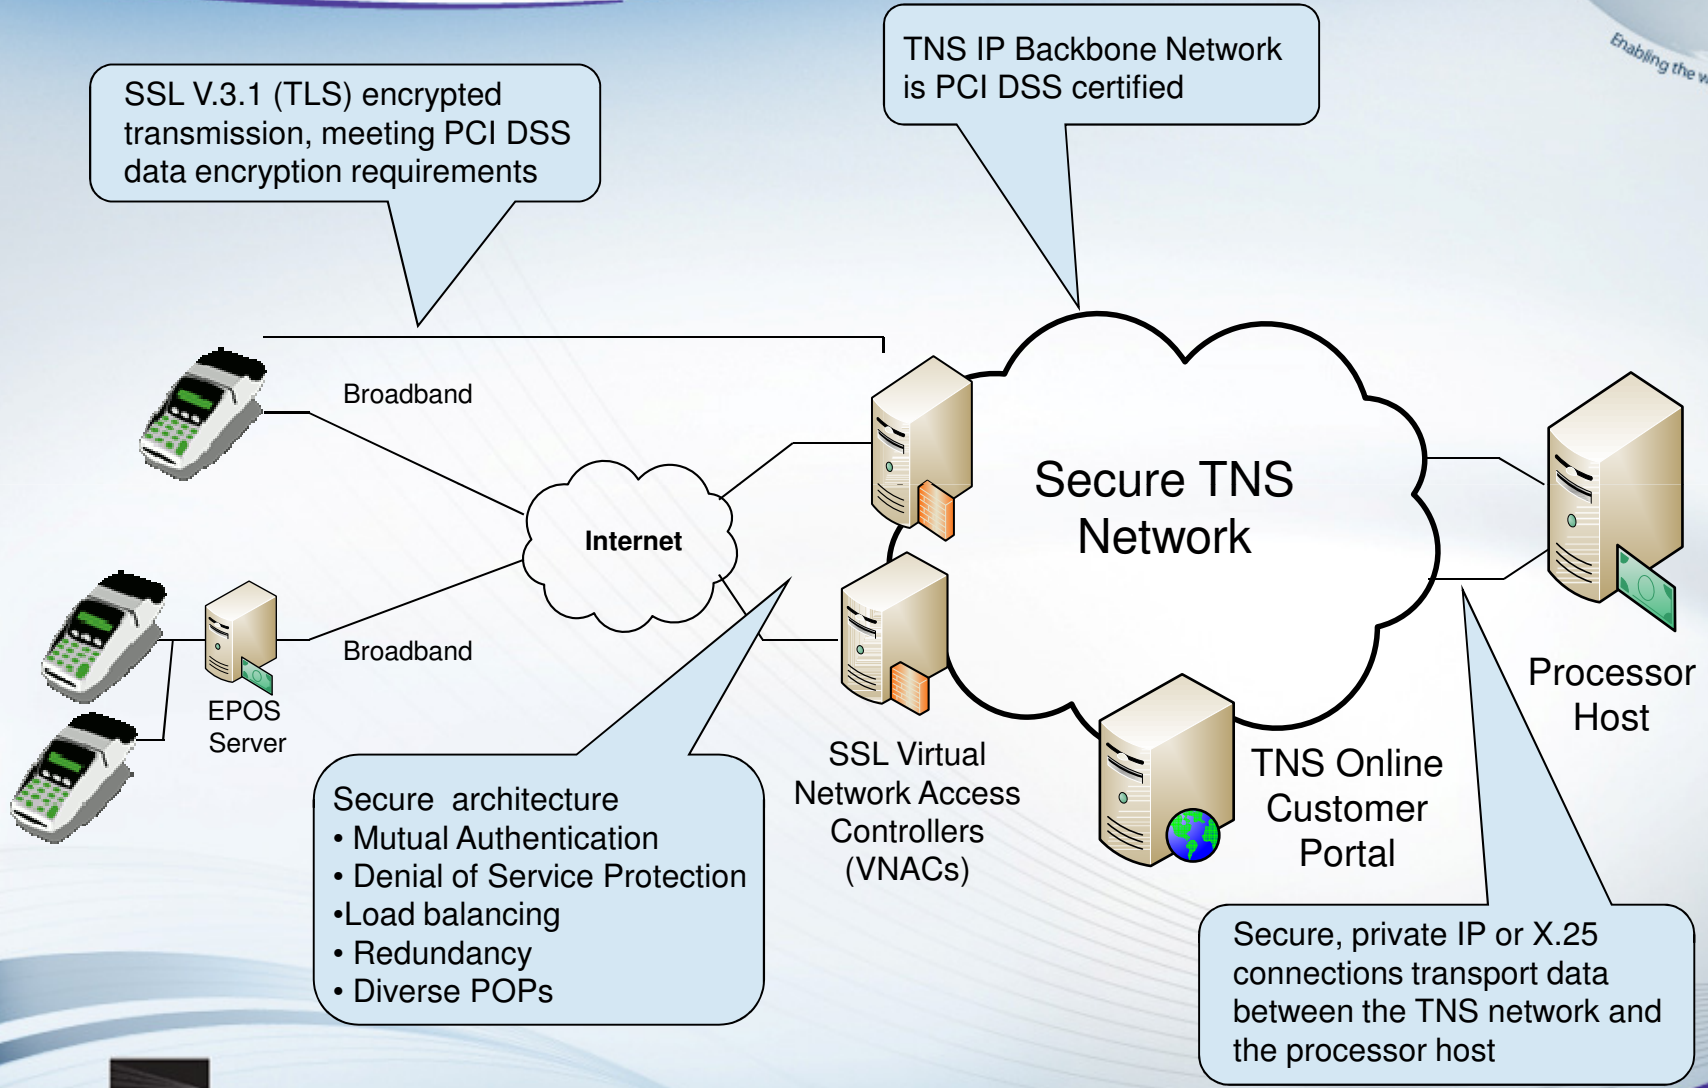 Enabling the
TNS IP Backbone Network
is PCI DSS certified
SSL V.3.1 (TLS) encrypted
transmission, meeting PCI DSS
data encryption requirements
Broadband
Internet
Secure TNS
Network
Broadband
EPOS
Server
Processor
Host
SSL Virtual
Network Access
Controllers
(VNACs)
TNS Online
Customer
Portal
Secure architecture
• Mutual Authentication
• Denial of Service Protection
•Load balancing
• Redundancy
• Diverse POPs
Secure, private IP or X.25
connections transport data
between the TNS network and
the processor host